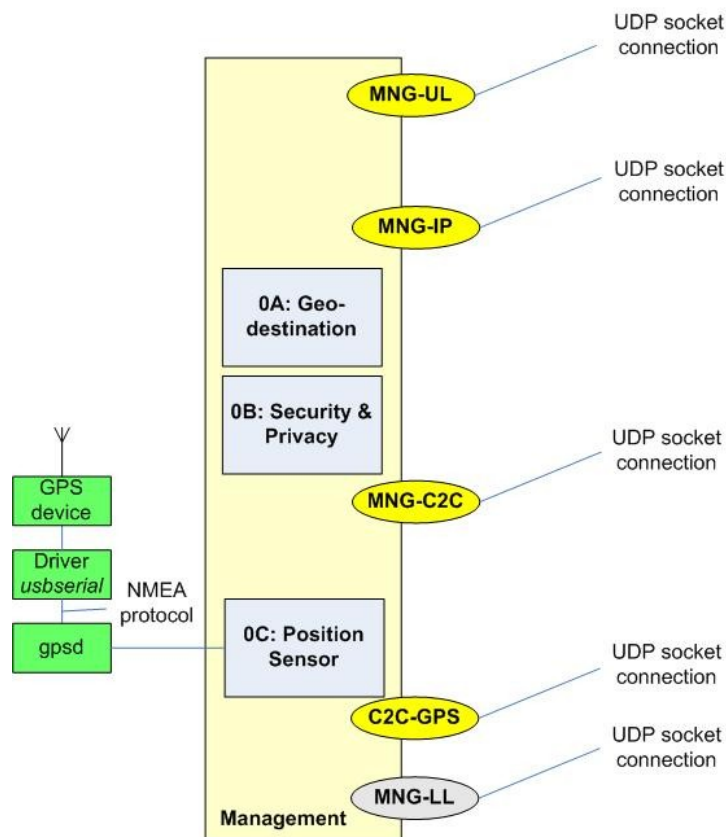 UDP socket
connection
MNG-UL
UDP socket
connection
MNG-IP
0A: Geo-
destination
0B: Security &
Privacy
UDP socket
connection
MNG-C2C
GPS
device
Driver
usbserial
NMEA
protocol
gpsd
0C: Position
Sensor
UDP socket
connection
C2C-GPS
UDP socket
connection
MNG-LL
Management